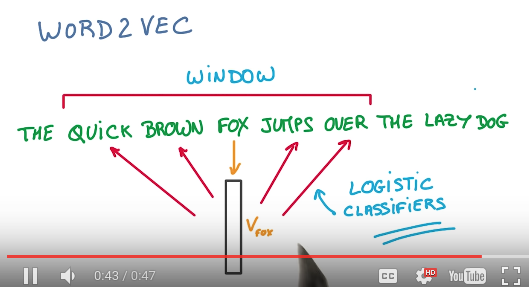 WORD2VEC
WINDOW
THE QUICK BROWN FOX JUMPS OVER THE LAZY DOG
LOGISTIC
CLASSIFIERS
V FOX
0:43 / 0:47
CC
HD
YouTube